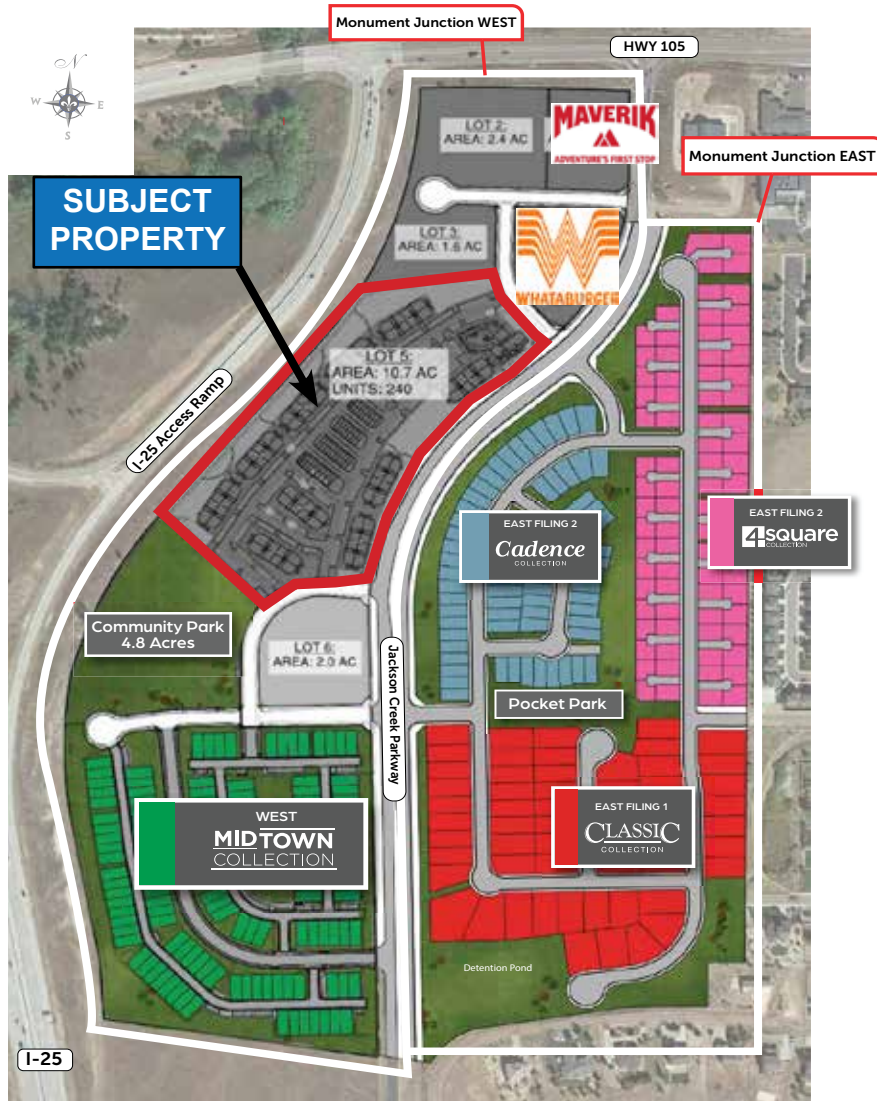 Monument Junction WEST
HWY 105
N
W
E
S
LOT 2:
AREA: 2.4 AC
MAVERIK
ADVENTURE'S FIRST STOP
Monument Junction EAST
SUBJECT
PROPERTY
LOT 3:
AREA: 1.6 AC
WHATABURGER
LOT 5:
AREA: 10.7 AC
UNITS: 240
I-25 Access Ramp
EAST FILING 2
Cadence
COLLECTION
EAST FILING 2
4square
COLLECTION
Community Park
4.8 Acres
LOT 6:
AREA: 2.0 AC
Jackson Creek Parkway
Pocket Park
WEST
MIDTOWN
COLLECTION
EAST FILING 1
CLASSIC
COLLECTION
Detention Pond
I-25